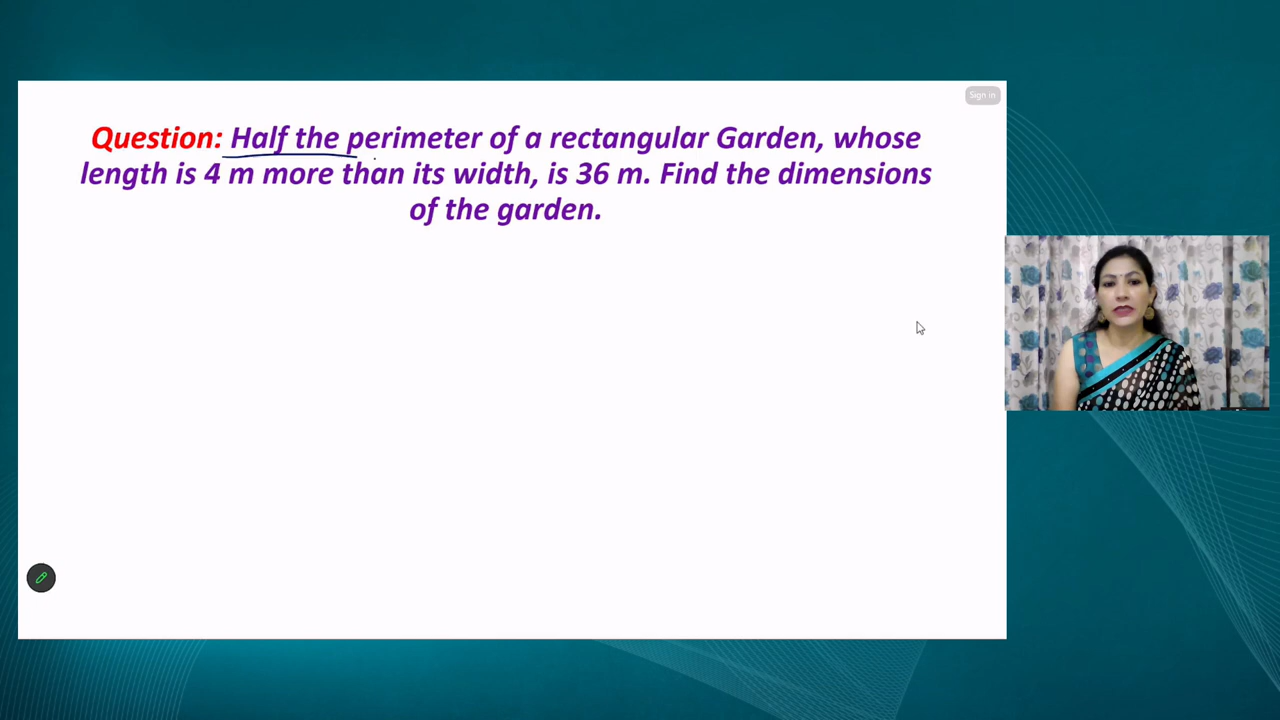 Sign in
Question: Half the perimeter of a rectangular Garden, whose
length is 4 m more than its width, is 36 m. Find the dimensions
of the garden.